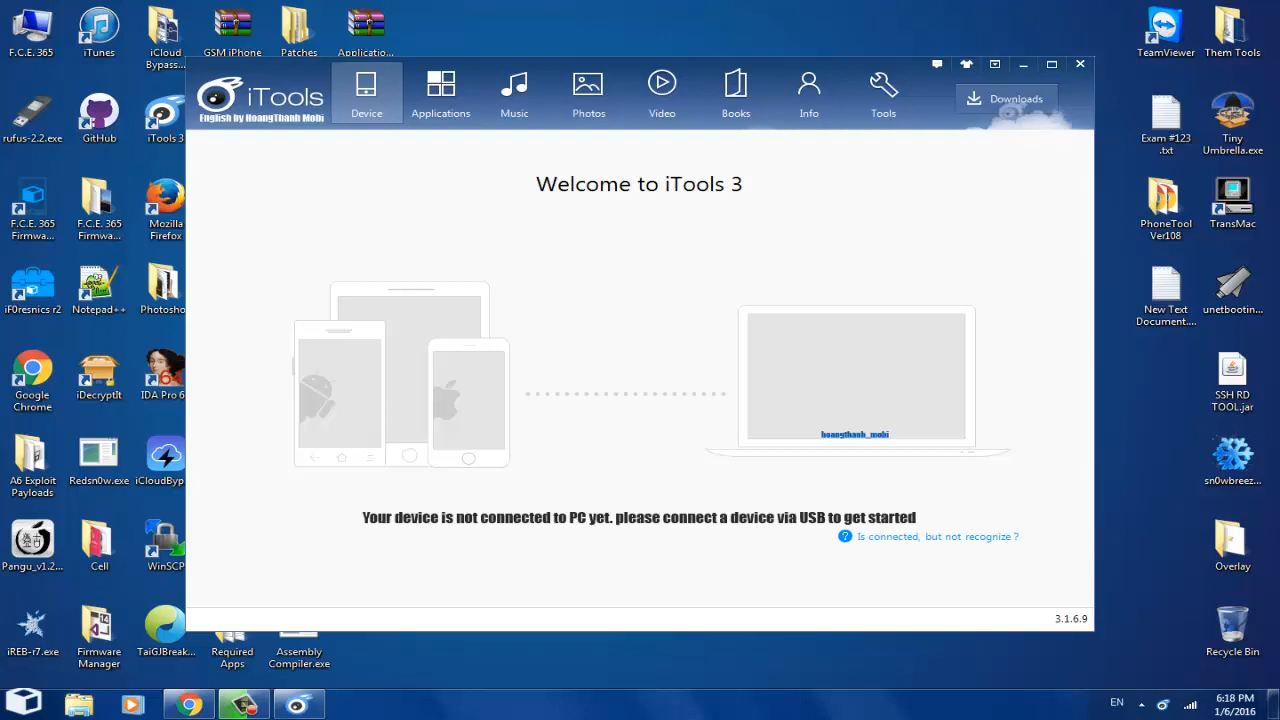 F.C.E. 365
iTunes
iCloud
Bypass...
GSM iPhone
Patches
Applicatio...
TeamViewer
Them Tools
iTools
English by HoangThanh Mobi
Device
Applications
Music
Photos
Video
Books
Info
Tools
Downloads
rufus-2.2.exe
GitHub
iTools 3
Exam #123
.txt
Tiny
Umbrella.exe
Welcome to iTools 3
F.C.E. 365
Firmwa...
F.C.E. 365
Firmwa...
Mozilla
Firefox
PhoneTool
Ver108
TransMac
iF0resnics r2
Notepad++
Photosho
New Text
Document...
unetbootin...
Google
Chrome
iDecryptIt
IDA Pro 6
SSH RD
TOOL.jar
hoangthanh_mobi
A6 Exploit
Payloads
Redsn0w.exe
iCloudByp
sn0wbreez...
Your device is not connected to PC yet. please connect a device via USB to get started
Is connected, but not recognize ?
Pangu_v1.2...
Cell
WinSCP
Overlay
3.1.6.9
iREB-r7.exe
Firmware
Manager
TaiGJBreak...
Required
Apps
Assembly
Compiler.exe
Recycle Bin
EN
6:18 PM
1/6/2016